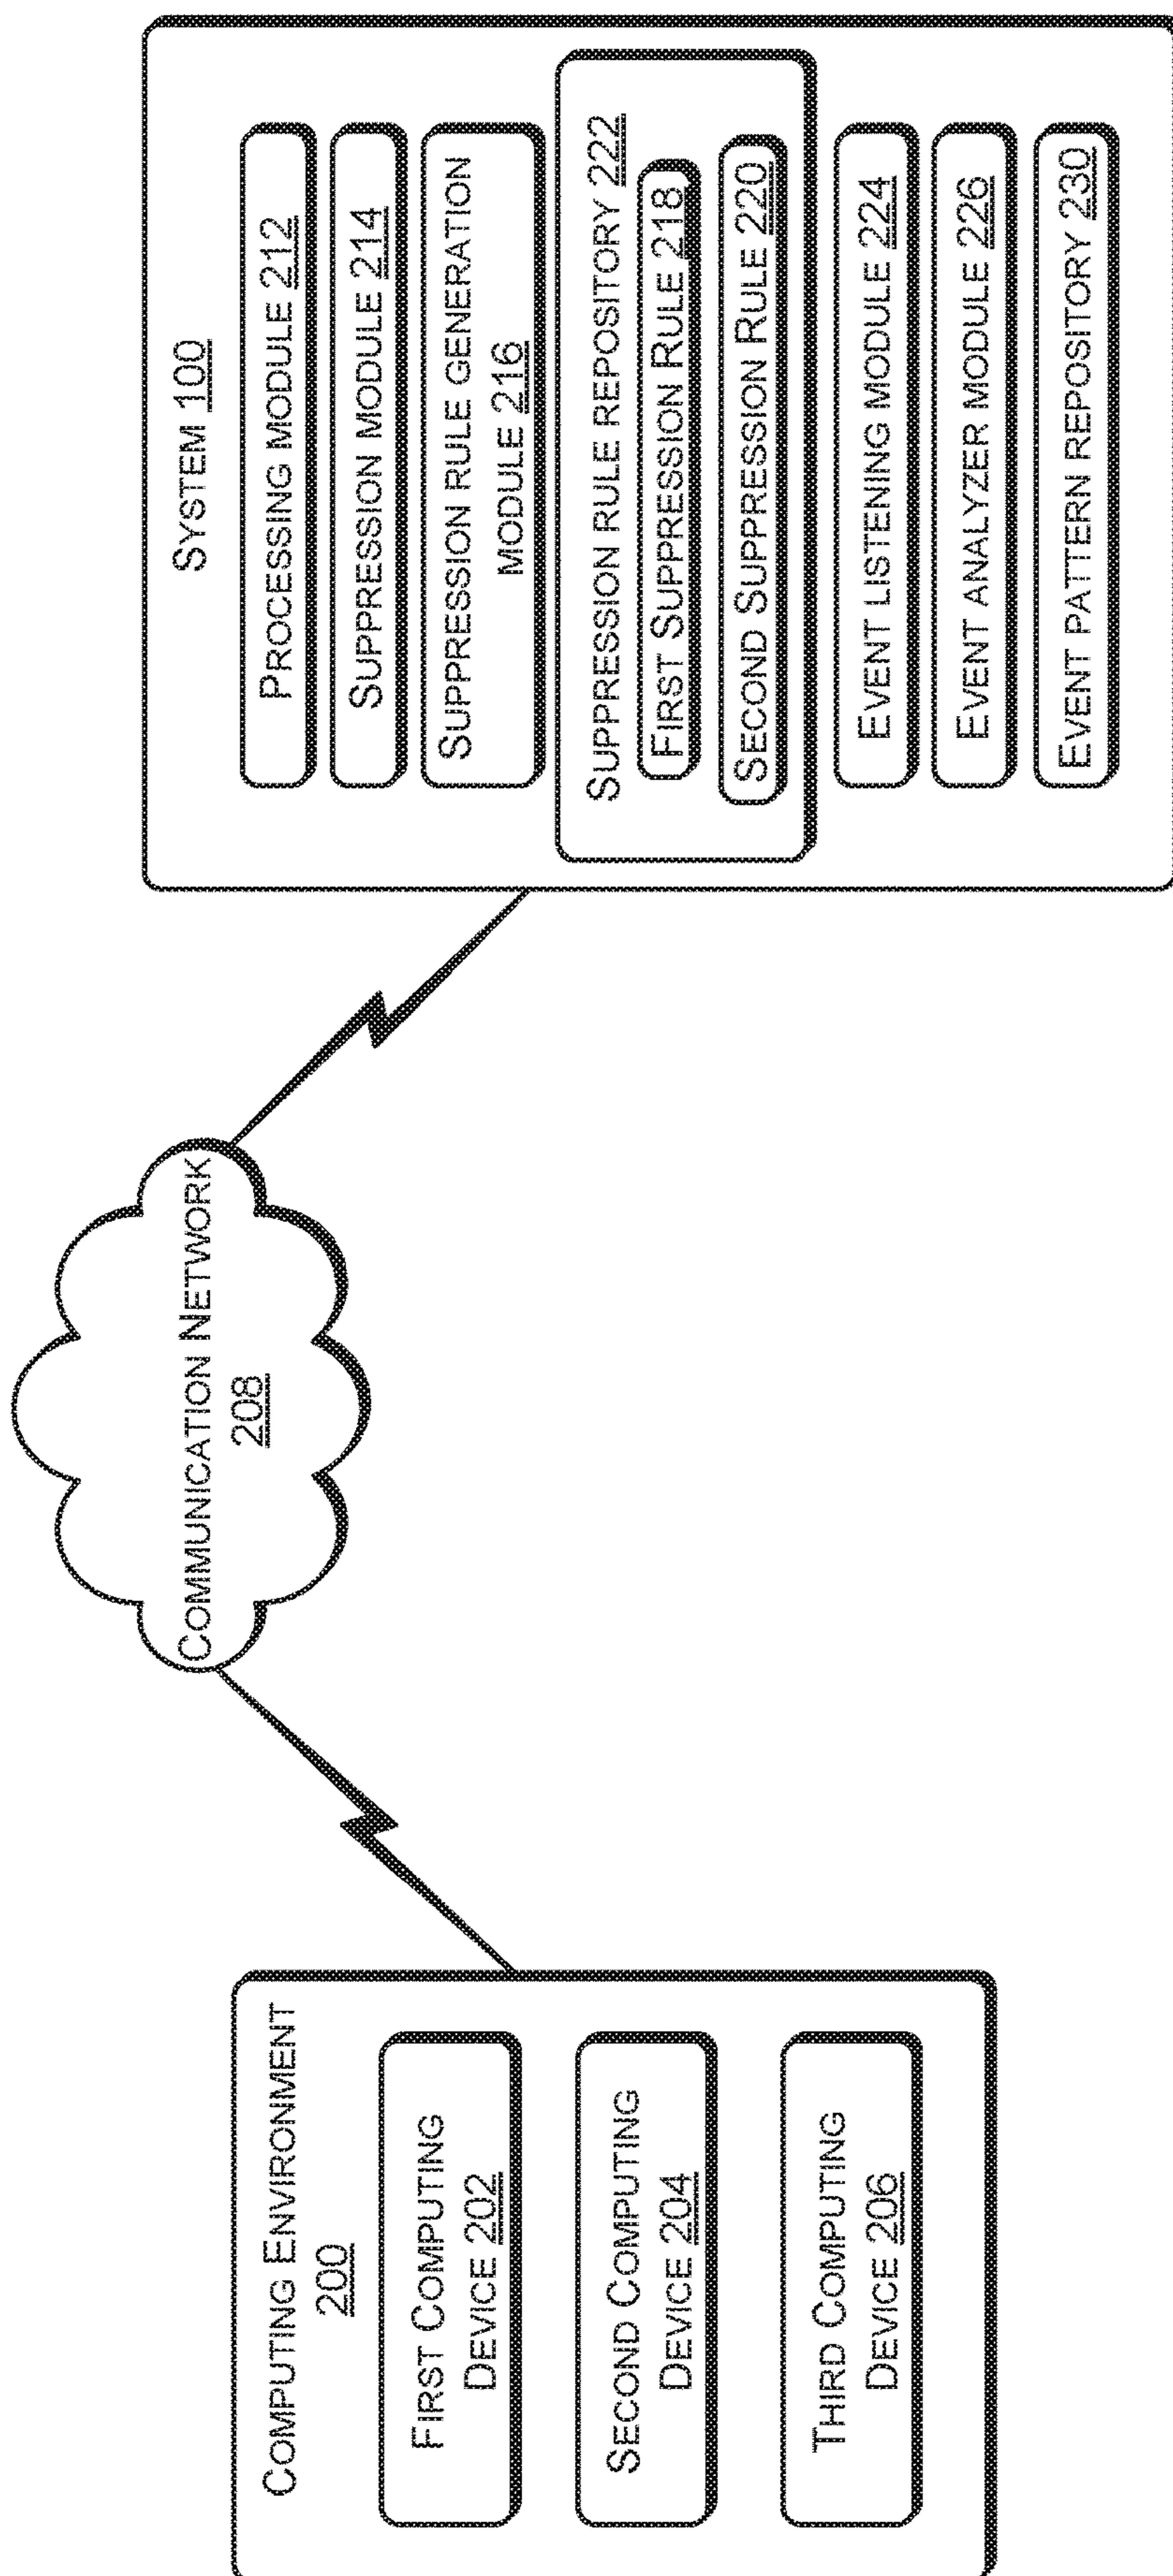 COMPUTING ENVIRONMENT
200
FIRST COMPUTING
DEVICE 202
SECOND COMPUTING
DEVICE 204
THIRD COMPUTING
DEVICE 206
COMMUNICATION NETWORK
208
SYSTEM 100
PROCESSING MODULE 212
SUPPRESSION MODULE 214
SUPPRESSION RULE GENERATION
MODULE 216
SUPPRESSION RULE REPOSITORY 222
FIRST SUPPRESSION RULE 218
SECOND SUPPRESSION RULE 220
EVENT LISTENING MODULE 224
EVENT ANALYZER MODULE 226
EVENT PATTERN REPOSITORY 230